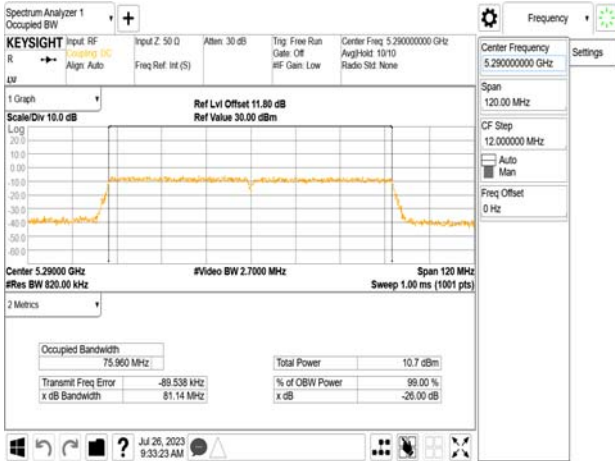 Spectrum Analyzer 1
Occupied BW
+
Frequency
KEYSIGHT
R
LXI
Input: RF
Coupling: DC
Align: Auto
Input Z: 50 Ω
Freq Ref: Int (S)
Atten: 30 dB
Trig: Free Run
Gate: Off
#IF Gain: Low
Center Freq: 5.290000000 GHz
Avg|Hold: 10/10
Radio Std: None
Center Frequency
5.290000000 GHz
Settings
Span
120.00 MHz
CF Step
12.000000 MHz
Auto
Man
Freq Offset
0 Hz
1 Graph
Scale/Div 10.0 dB
Ref Lvl Offset 11.80 dB
Ref Value 30.00 dBm
Log
20.0
10.0
0.00
-10.0
-20.0
-30.0
-40.0
-50.0
-60.0
Center 5.29000 GHz
#Video BW 2.7000 MHz
Span 120 MHz
#Res BW 820.00 kHz
Sweep 1.00 ms (1001 pts)
2 Metrics
Occupied Bandwidth
75.960 MHz
Total Power 10.7 dBm
Transmit Freq Error -89.538 kHz
% of OBW Power 99.00 %
x dB Bandwidth 81.14 MHz
x dB -26.00 dB
?
Jul 26, 2023
9:33:23 AM